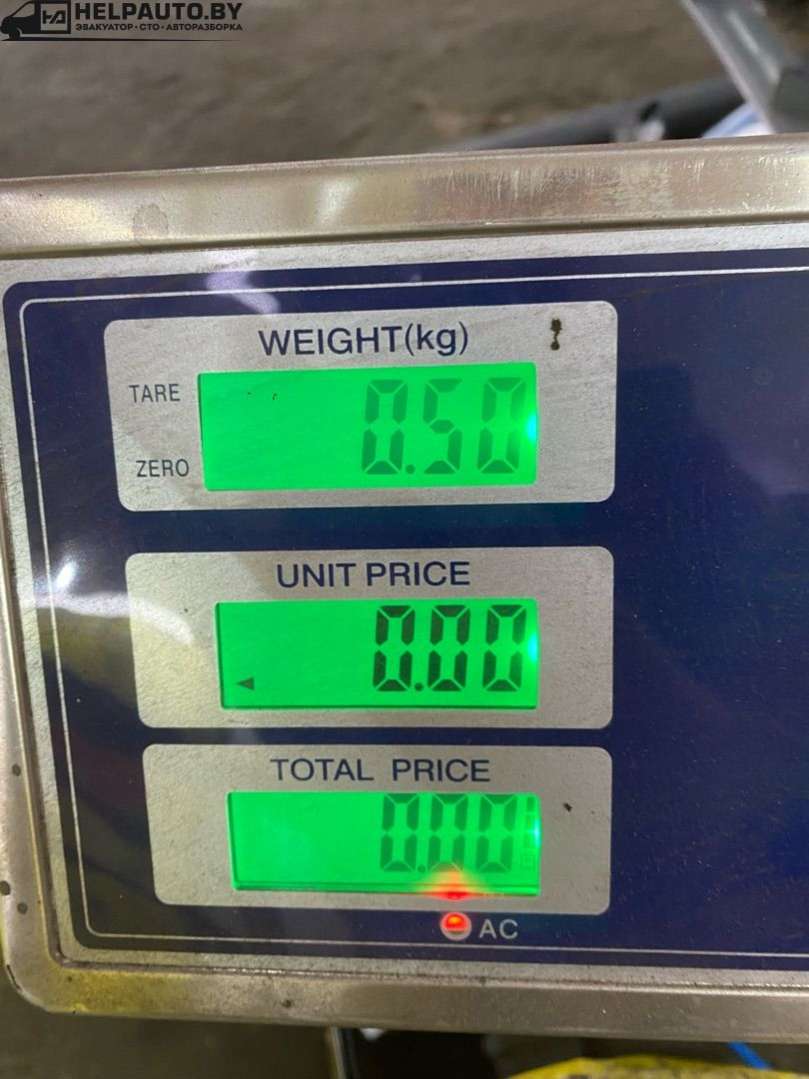 HELPAUTO.BY
ЭВАКУАТОР · СТО · АВТОРАЗБОРКА
WEIGHT(kg)
TARE
0.50
ZERO
UNIT PRICE
0.00
TOTAL PRICE
0.00
AC